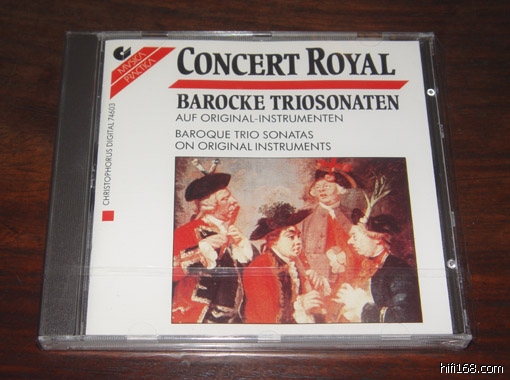 MUSICA
PRACTICA
CONCERT ROYAL
BAROCKE TRIOSONATEN
AUF ORIGINAL-INSTRUMENTEN
BAROQUE TRIO SONATAS
ON ORIGINAL INSTRUMENTS
CHRISTOPHORUS DIGITAL 74603
hifi168.com